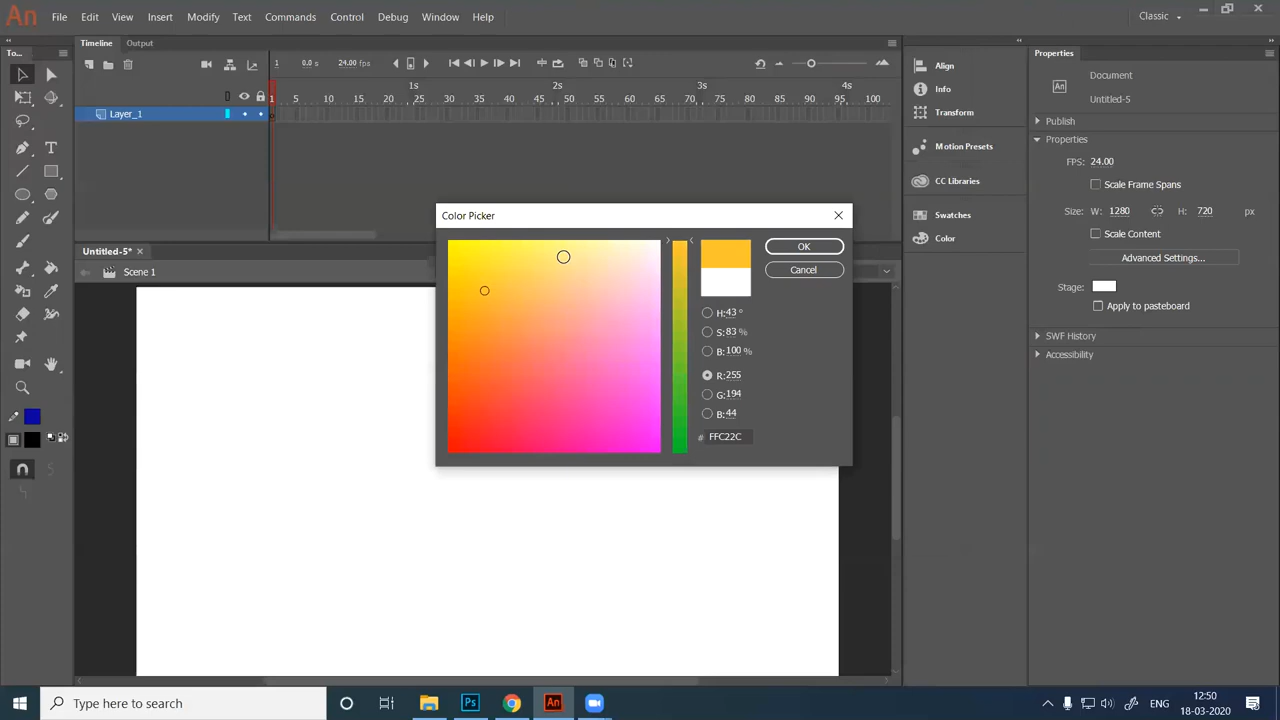 An File Edit View Insert Modify Text Commands Control Debug Window Help Classic
To... Timeline Output Properties
1 0.0 s 24.00 fps
1s 2s 3s 4s
1 5 10 15 20 25 30 35 40 45 50 55 60 65 70 75 80 85 90 95 100
Layer_1
Align
Info
Transform
Motion Presets
CC Libraries
Swatches
Color
An Document
Untitled-5
Publish
Properties
FPS: 24.00
Scale Frame Spans
Size: W: 1280 H: 720 px
Scale Content
Advanced Settings...
Stage:
Apply to pasteboard
SWF History
Accessibility
Untitled-5*
Scene 1
Color Picker
OK
Cancel
H:43 °
S:83 %
B:100 %
R:255
G:194
B:44
# FFC22C
Type here to search
Ps An
ENG
12:50
18-03-2020